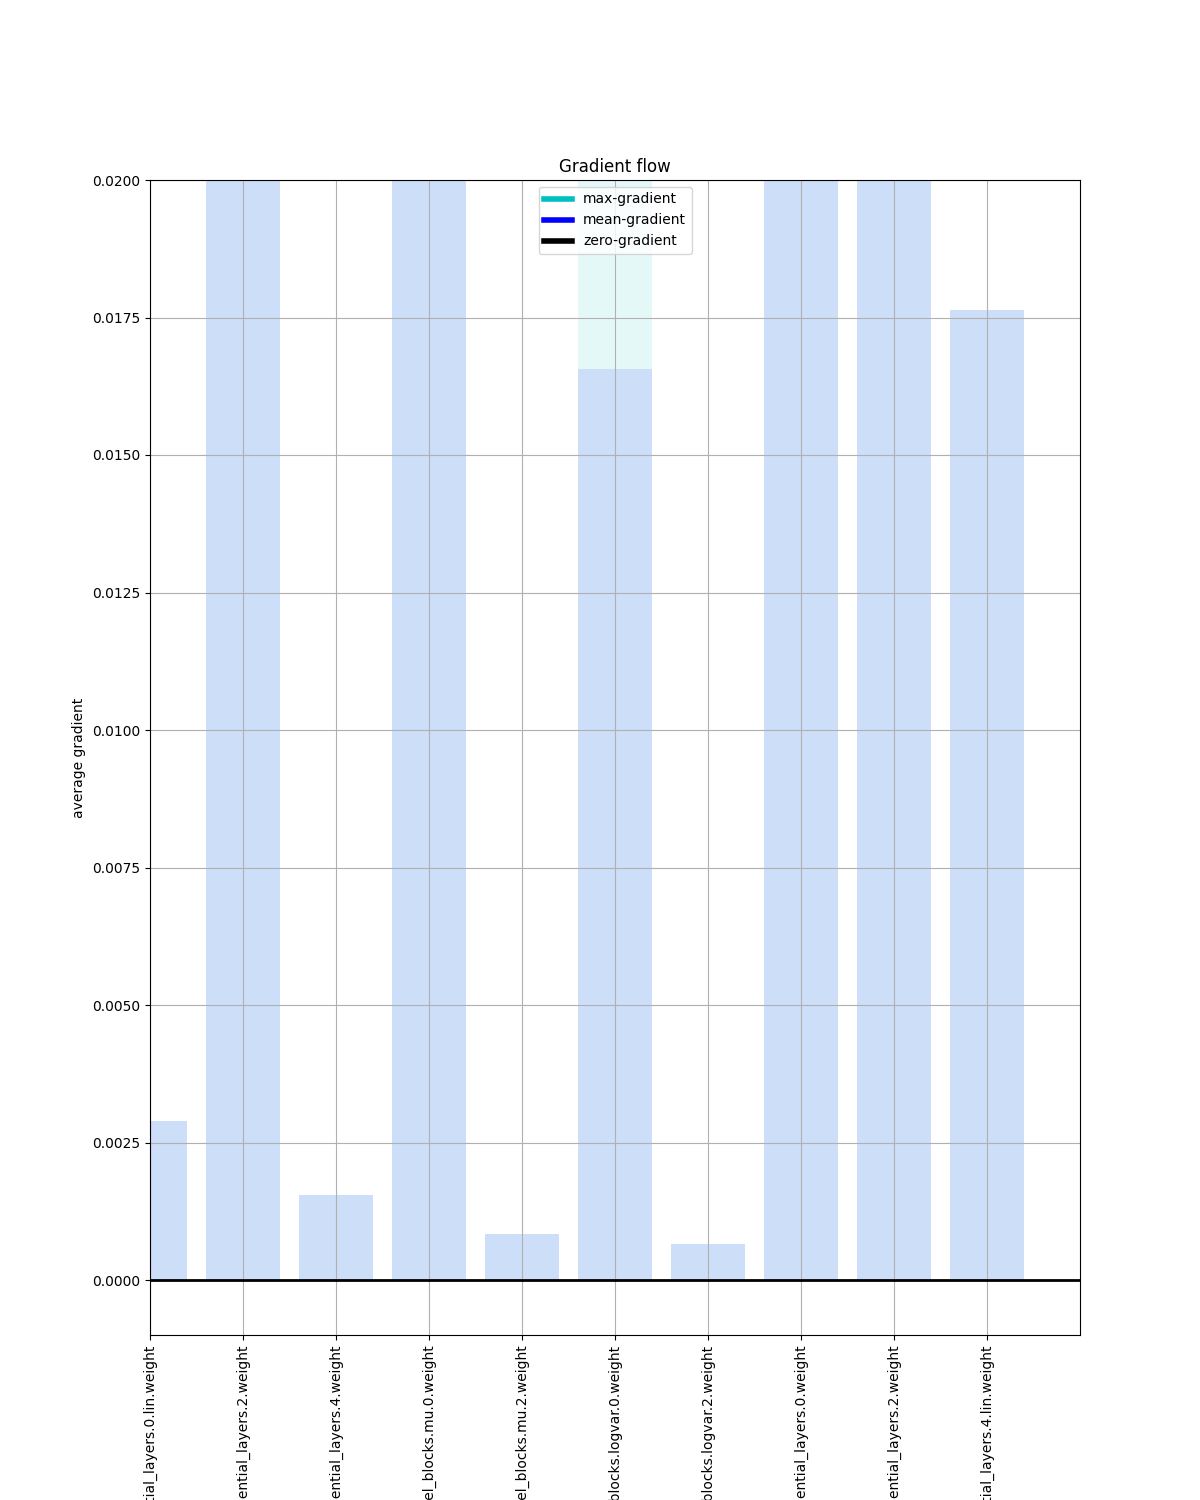 Gradient flow
max-gradient
mean-gradient
zero-gradient
0.0200
0.0175
0.0150
0.0125
0.0100
0.0075
0.0050
0.0025
0.0000
average gradient
tial_layers.0.lin.weight
ential_layers.2.weight
ential_layers.4.weight
el_blocks.mu.0.weight
el_blocks.mu.2.weight
blocks.logvar.0.weight
blocks.logvar.2.weight
ential_layers.0.weight
ential_layers.2.weight
tial_layers.4.lin.weight